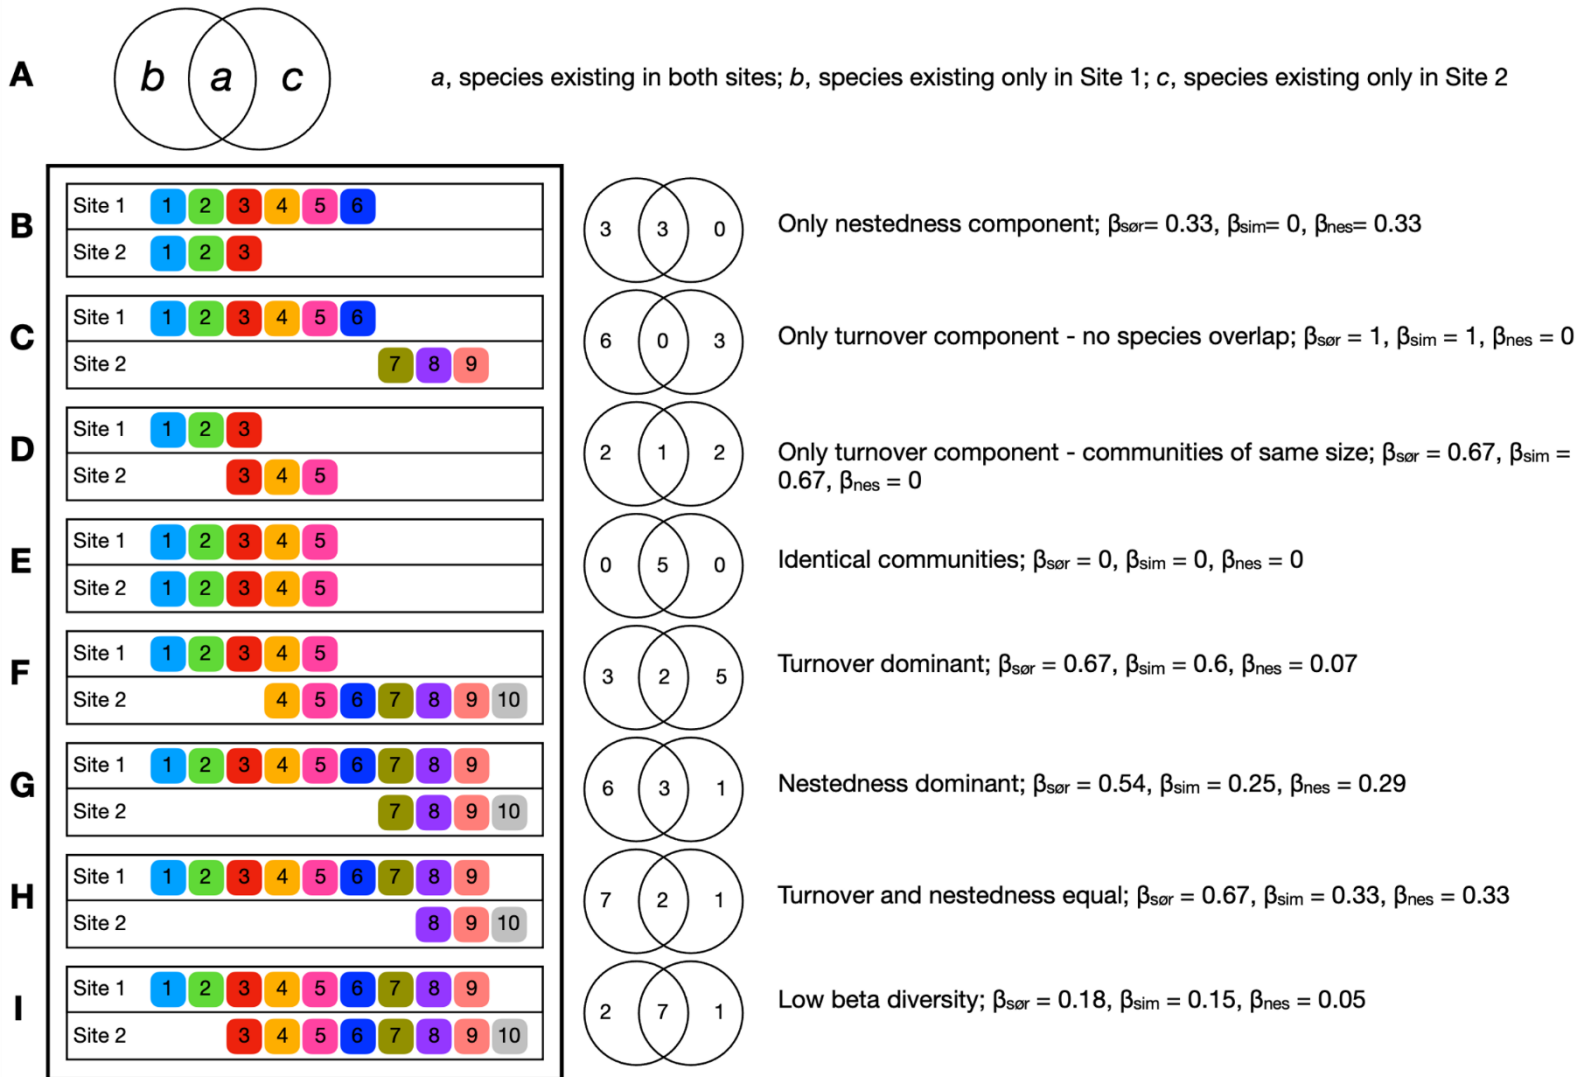 A
b a c
a, species existing in both sites; b, species existing only in Site 1; c, species existing only in Site 2
B
Site 1 1 2 3 4 5 6
Site 2 1 2 3
3 3 0
Only nestedness component; βsør= 0.33, βsim= 0, βnes= 0.33
C
Site 1 1 2 3 4 5 6
Site 2 7 8 9
6 0 3
Only turnover component - no species overlap; βsør = 1, βsim = 1, βnes = 0
D
Site 1 1 2 3
Site 2 3 4 5
2 1 2
Only turnover component - communities of same size; βsør = 0.67, βsim =
0.67, βnes = 0
E
Site 1 1 2 3 4 5
Site 2 1 2 3 4 5
0 5 0
Identical communities; βsør = 0, βsim = 0, βnes = 0
F
Site 1 1 2 3 4 5
Site 2 4 5 6 7 8 9 10
3 2 5
Turnover dominant; βsør = 0.67, βsim = 0.6, βnes = 0.07
G
Site 1 1 2 3 4 5 6 7 8 9
Site 2 7 8 9 10
6 3 1
Nestedness dominant; βsør = 0.54, βsim = 0.25, βnes = 0.29
H
Site 1 1 2 3 4 5 6 7 8 9
Site 2 8 9 10
7 2 1
Turnover and nestedness equal; βsør = 0.67, βsim = 0.33, βnes = 0.33
I
Site 1 1 2 3 4 5 6 7 8 9
Site 2 3 4 5 6 7 8 9 10
2 7 1
Low beta diversity; βsør = 0.18, βsim = 0.15, βnes = 0.05